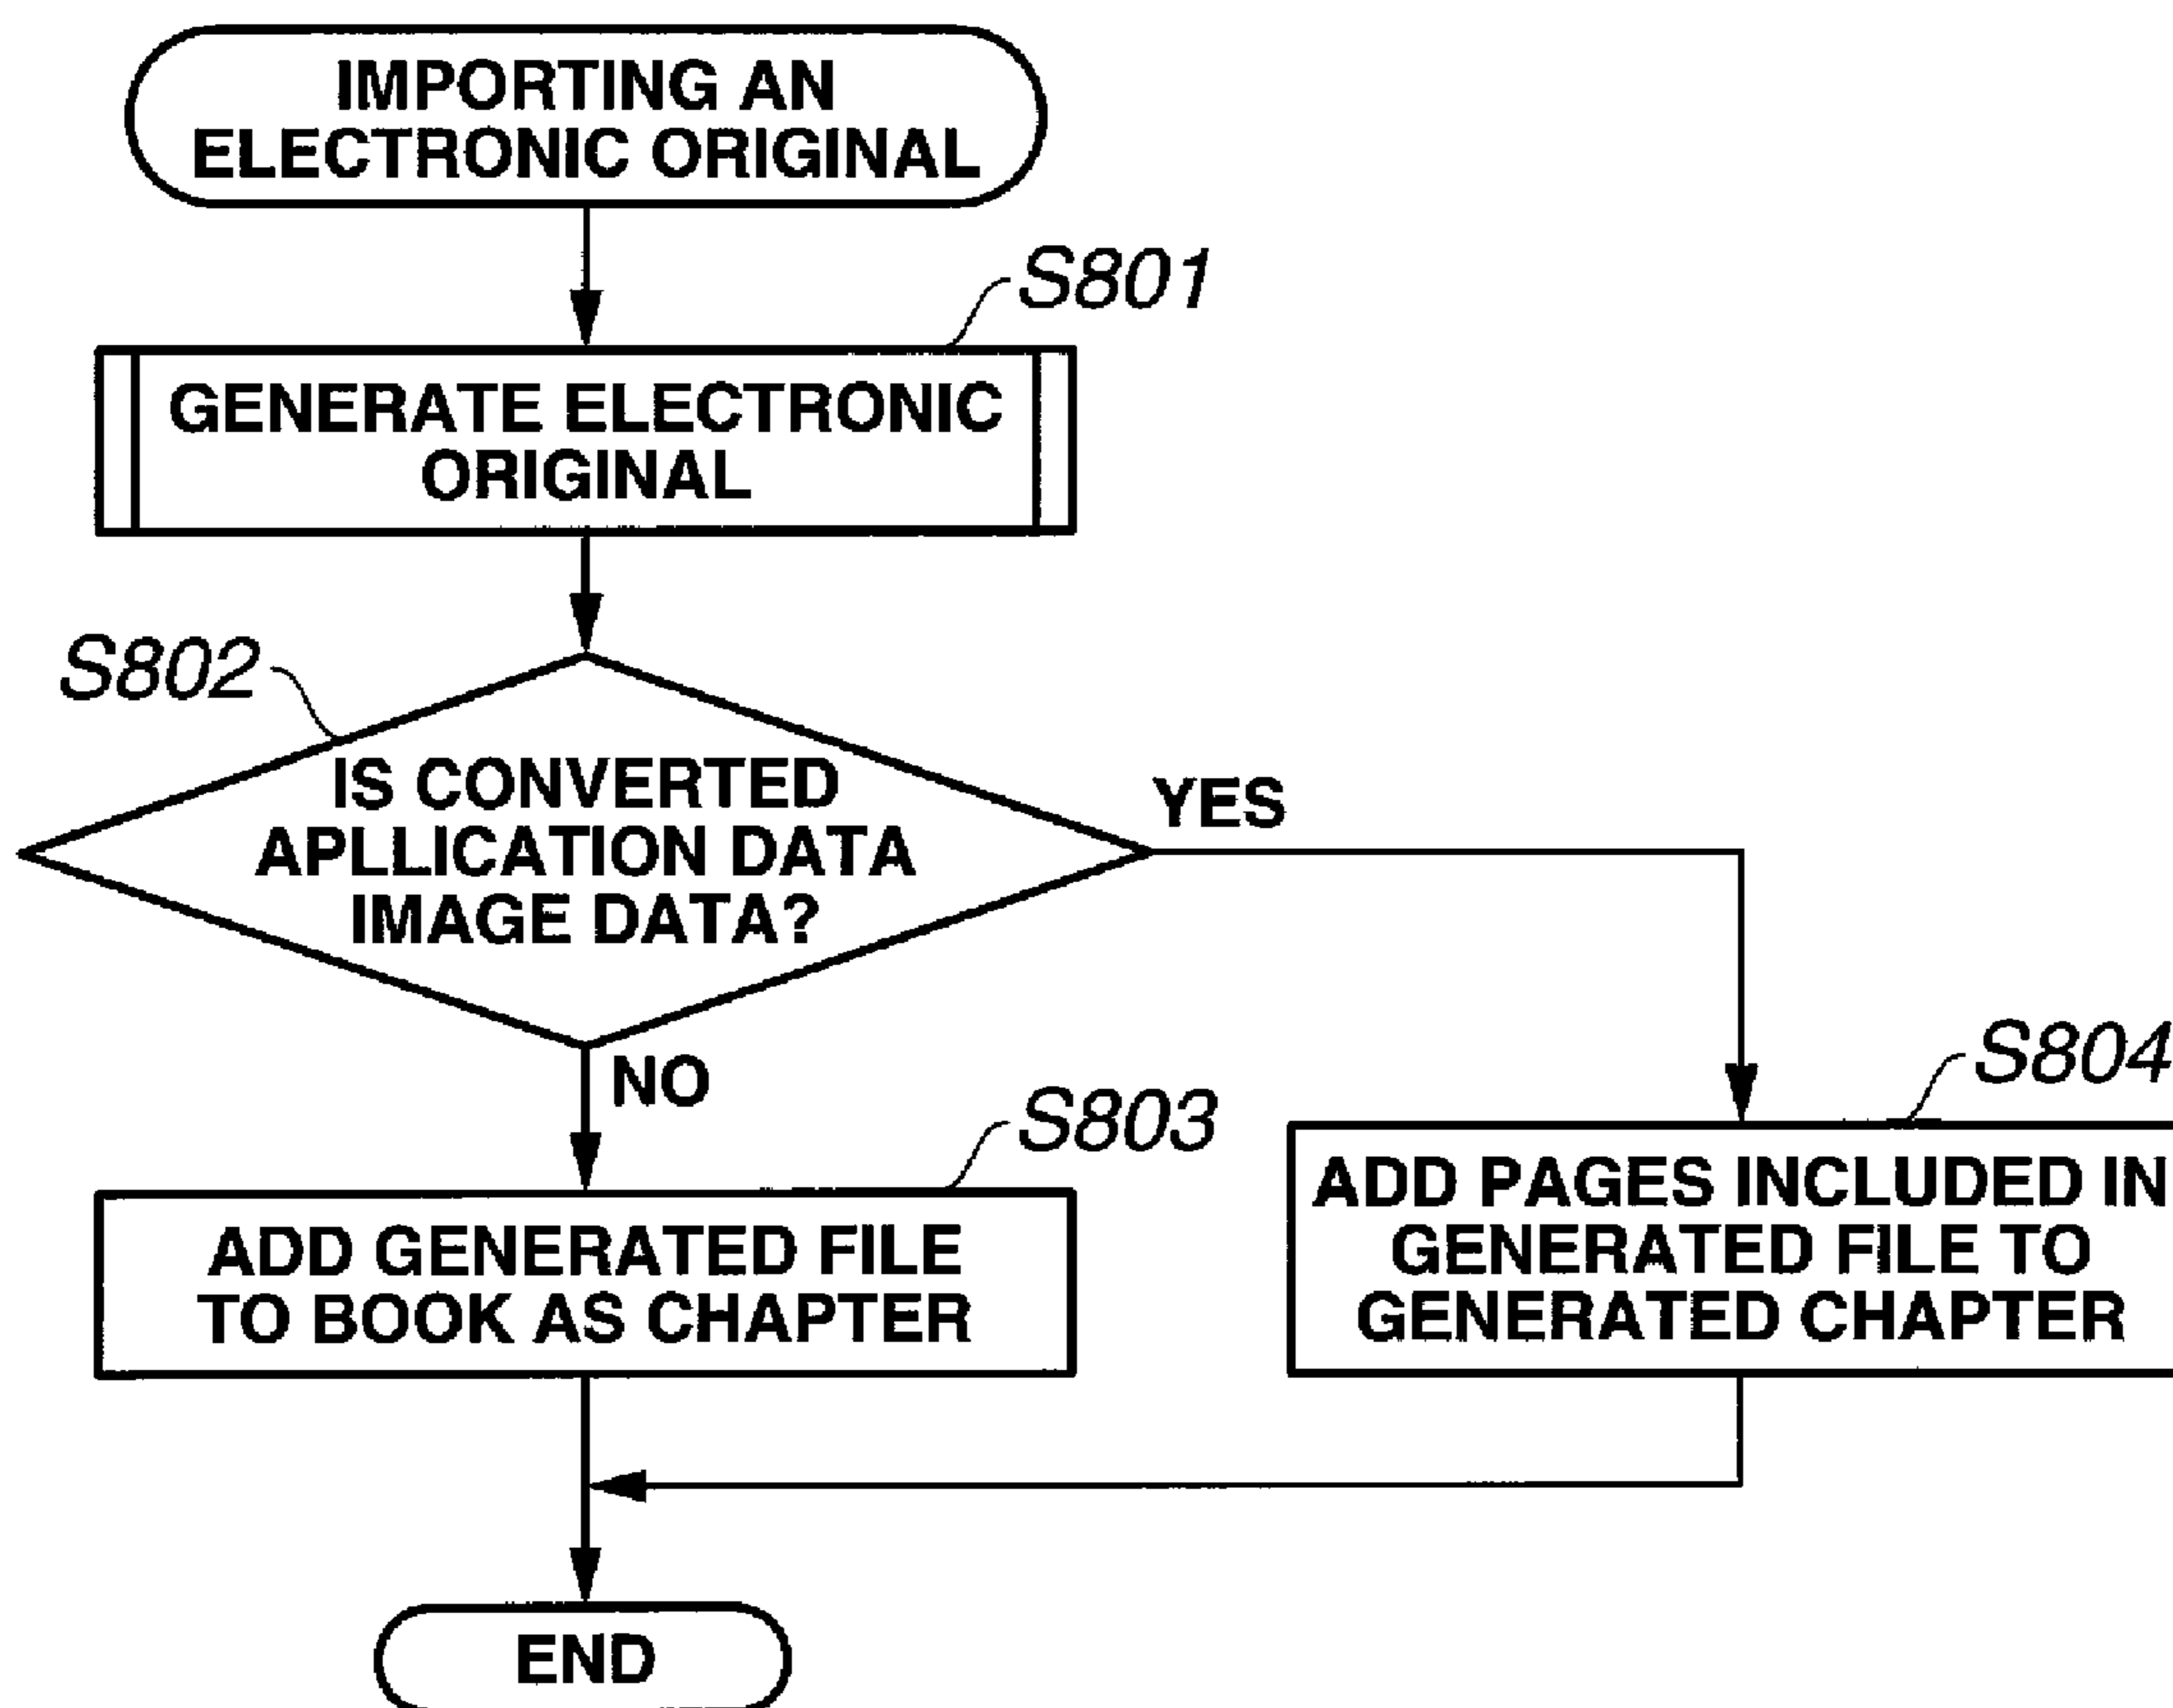 IMPORTING AN
ELECTRONIC ORIGINAL
S801
GENERATE ELECTRONIC
ORIGINAL
S802
IS CONVERTED
APLLICATION DATA
IMAGE DATA?
YES
NO
S803
ADD GENERATED FILE
TO BOOK AS CHAPTER
S804
ADD PAGES INCLUDED IN
GENERATED FILE TO
GENERATED CHAPTER
END